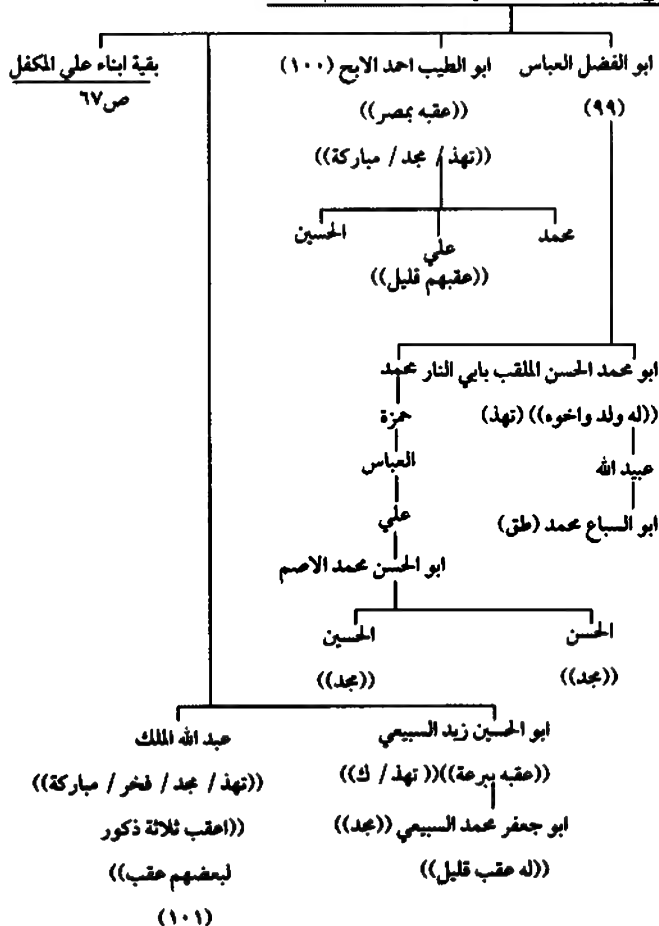 ابو الفضل العباس    ابو الطيب احمد الابح (١٠٠)    بقية ابناء علي المكفل
(٩٩)    ((عقبه بمصر))    ص٦٧
((تهذ / مجد / مباركة))
محمد    علي    الحسين
((عقبهم قليل))
ابو محمد الحسن الملقب بابي النار    محمد
((له ولد واخوه)) (تهذ)    حمزة
عبيد الله    العباس
ابو السباع محمد (طق)    علي
ابو الحسن محمد الاصم
الحسن    الحسين
((مجد))    ((مجد))
ابو الحسين زيد السبيعي    عبد الله الملك
((عقبه ببرعة)) ((تهذ / ك))    ((تهذ / مجد / فخر / مباركة))
ابو جعفر محمد السبيعي ((مجد))    ((اعقب ثلاثة ذكور
((له عقب قليل))    لبعضهم عقب))
(١٠١)